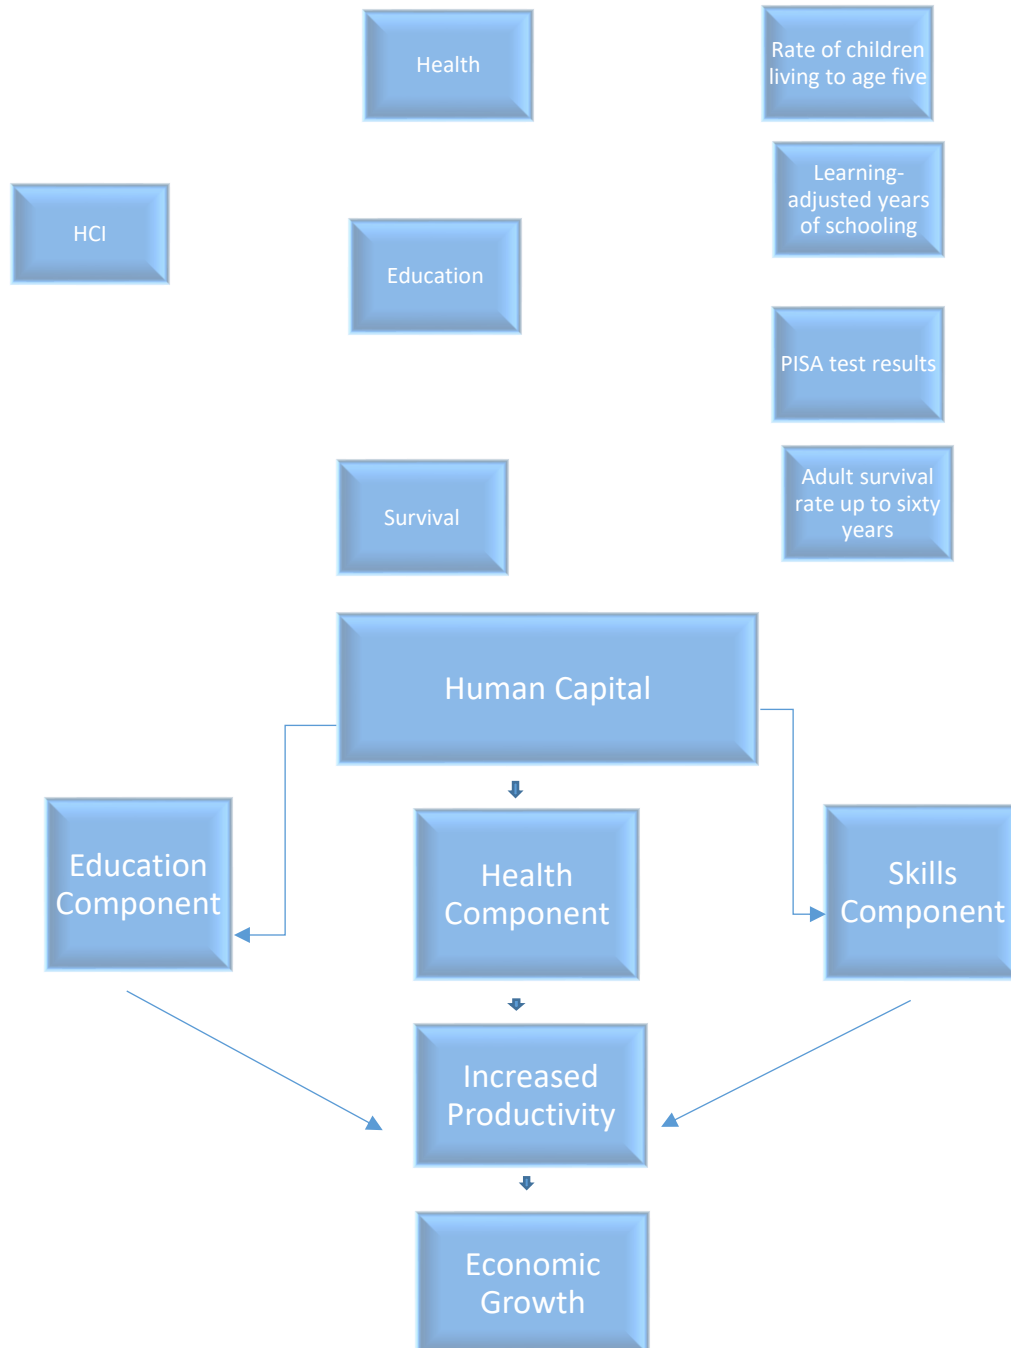 Health
Rate of children
living to age five
Learning-
adjusted years
of schooling
HCI
Education
PISA test results
Survival
Adult survival
rate up to sixty
years
Human Capital
Education
Component
Health
Component
Skills
Component
Increased
Productivity
Economic
Growth